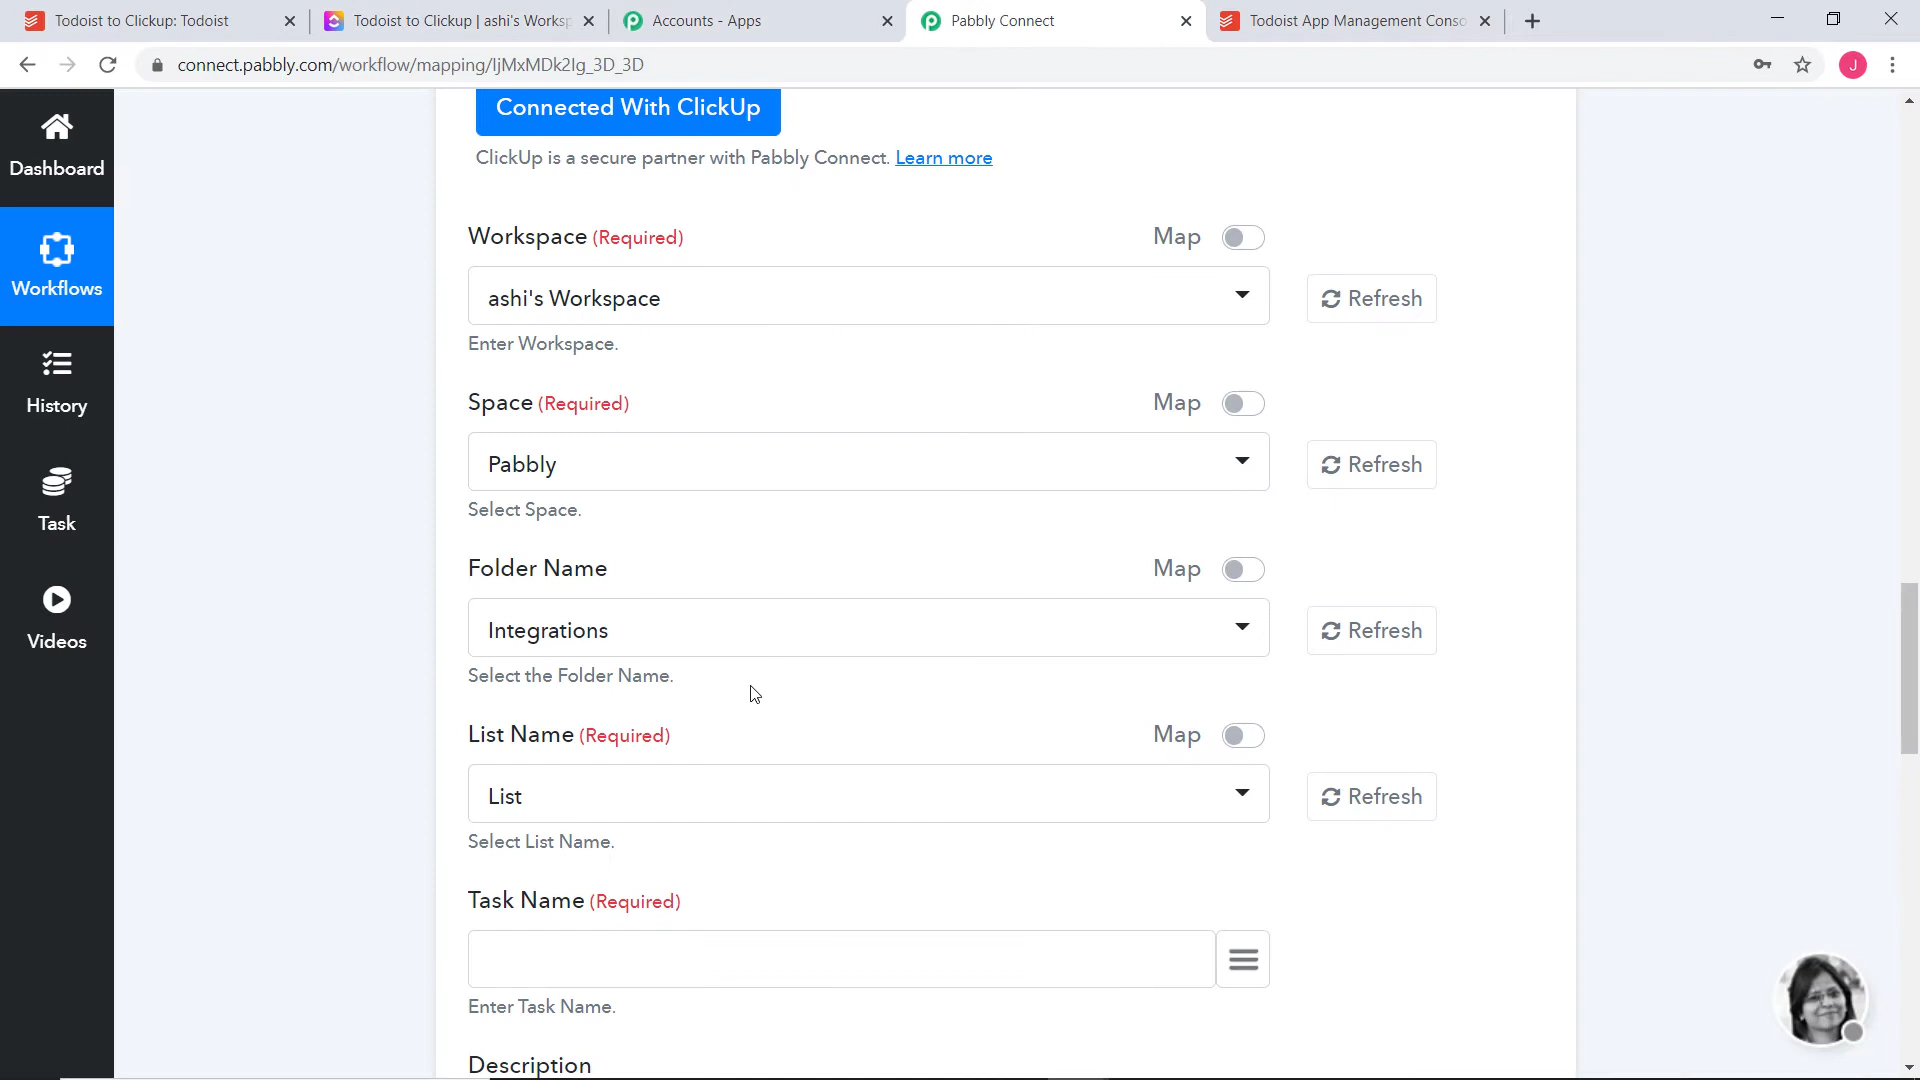 Todoist to Clickup: Todoist
Todoist to Clickup | ashi's Worksp
Accounts - Apps
Pabbly Connect
Todoist App Management Conso
connect.pabbly.com/workflow/mapping/IjMxMDk2Ig_3D_3D
J
Dashboard
Workflows
History
Task
Videos
Connected With ClickUp
ClickUp is a secure partner with Pabbly Connect. Learn more
Workspace (Required)
Map
ashi's Workspace
Refresh
Enter Workspace.
Space (Required)
Map
Pabbly
Refresh
Select Space.
Folder Name
Map
Integrations
Refresh
Select the Folder Name.
List Name (Required)
Map
List
Refresh
Select List Name.
Task Name (Required)
Enter Task Name.
Description